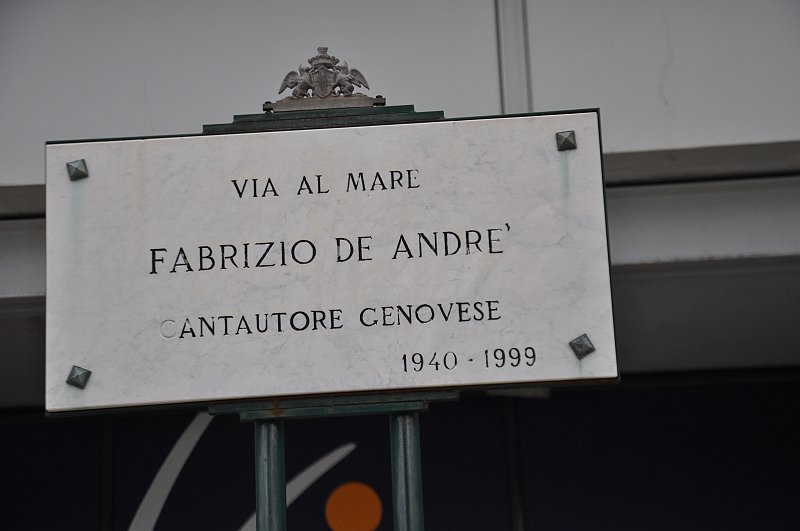 VIA AL MARE
FABRIZIO DE ANDRE'
CANTAUTORE GENOVESE
1940 - 1999